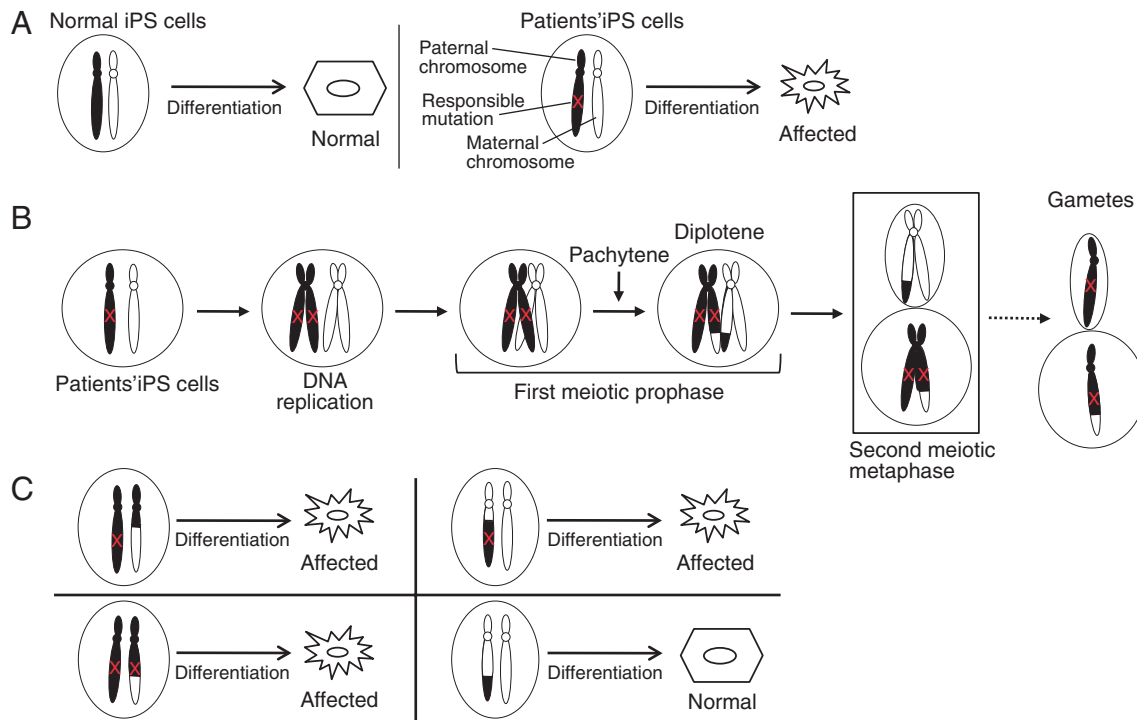 A
Normal iPS cells
Differentiation
Normal
Patients'iPS cells
Paternal
chromosome
Responsible
mutation
X
Maternal
chromosome
Differentiation
Affected
B
X
Patients'iPS cells
X X
DNA
replication
X X
Pachytene
Diplotene
X X
First meiotic prophase
X X
Second meiotic
metaphase
Gametes
X
X
C
X
Differentiation
Affected
X
Differentiation
Affected
X X
Differentiation
Affected
Differentiation
Normal